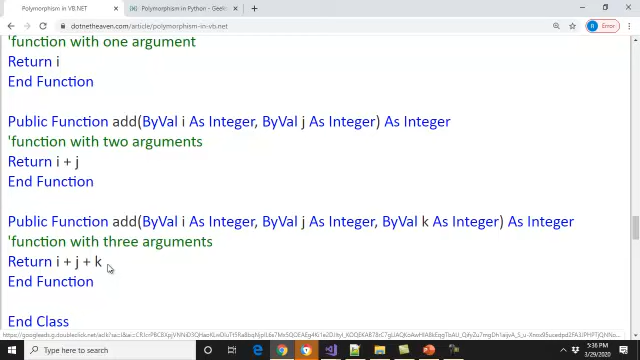 Polymorphism in VB.NET
Polymorphism in Python - Geek
dotnetheaven.com/article/polymorphism-in-vb.net
R
Error
'function with one argument
Return i
End Function
Public Function add(ByVal i As Integer, ByVal j As Integer) As Integer
'function with two arguments
Return i + j
End Function
Public Function add(ByVal i As Integer, ByVal j As Integer, ByVal k As Integer) As Integer
'function with three arguments
Return i + j + k
End Function
End Class
Type here to search
5:36 PM
3/29/2020